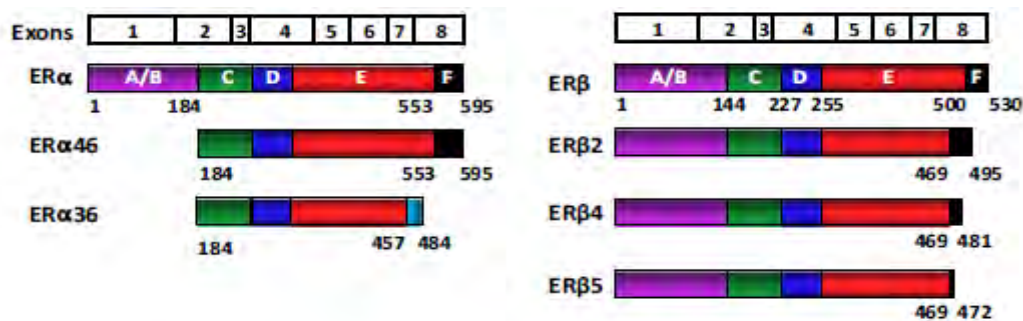 Exons 1 2 3 4 5 6 7 8
ERα A/B C D E F
1 184 553 595
ERα46
184 553 595
ERα36
184 457 484
1 2 3 4 5 6 7 8
ERβ A/B C D E F
1 144 227 255 500 530
ERβ2
469 495
ERβ4
469 481
ERβ5
469 472